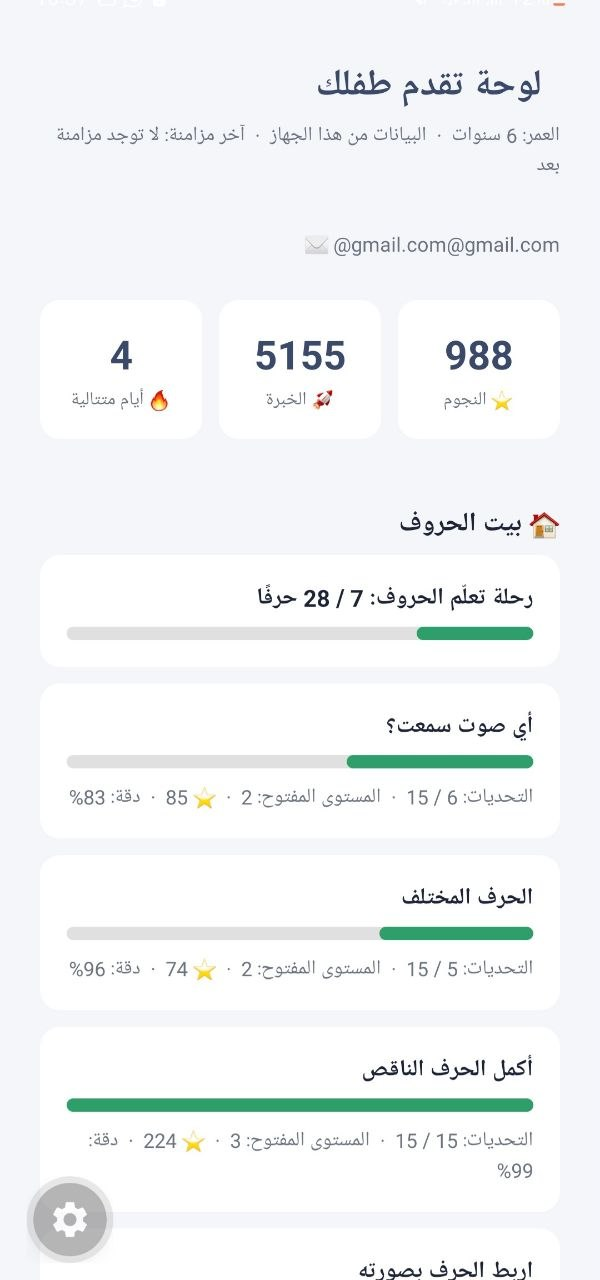 لوحة تقدم طفلك
العمر: 6 سنوات · البيانات من هذا الجهاز · آخر مزامنة: لا توجد مزامنة
بعد
✉️ @gmail.com@gmail.com
988
⭐ النجوم
5155
🚀 الخبرة
4
🔥 أيام متتالية
🏠 بيت الحروف
رحلة تعلّم الحروف: 7 / 28 حرفًا
أي صوت سمعت؟
التحديات: 6 / 15 · المستوى المفتوح: 2 · ⭐ 85 · دقة: 83%
الحرف المختلف
التحديات: 5 / 15 · المستوى المفتوح: 2 · ⭐ 74 · دقة: 96%
أكمل الحرف الناقص
التحديات: 15 / 15 · المستوى المفتوح: 3 · ⭐ 224 · دقة:
99%
اربط الحرف بصورته